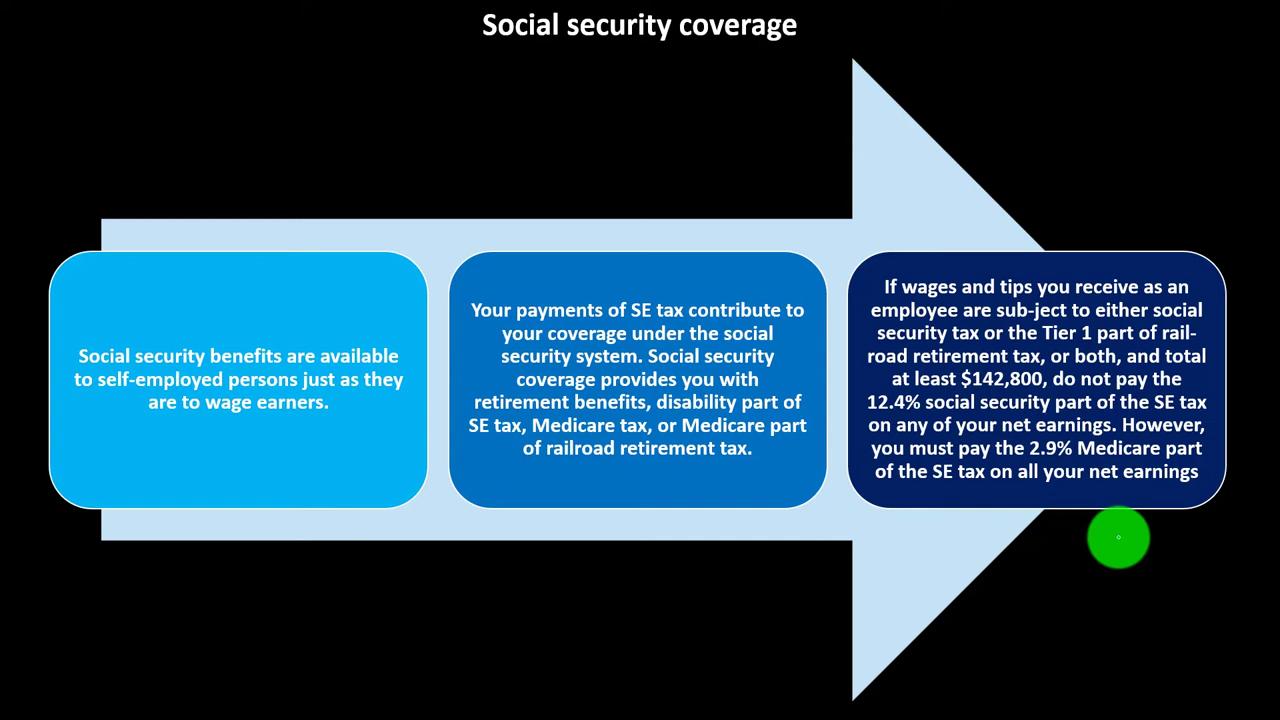 Social security coverage
Social security benefits are available
to self-employed persons just as they
are to wage earners.
Your payments of SE tax contribute to
your coverage under the social
security system. Social security
coverage provides you with
retirement benefits, disability part of
SE tax, Medicare tax, or Medicare part
of railroad retirement tax.
If wages and tips you receive as an
employee are sub-ject to either social
security tax or the Tier 1 part of rail-
road retirement tax, or both, and total
at least $142,800, do not pay the
12.4% social security part of the SE tax
on any of your net earnings. However,
you must pay the 2.9% Medicare part
of the SE tax on all your net earnings